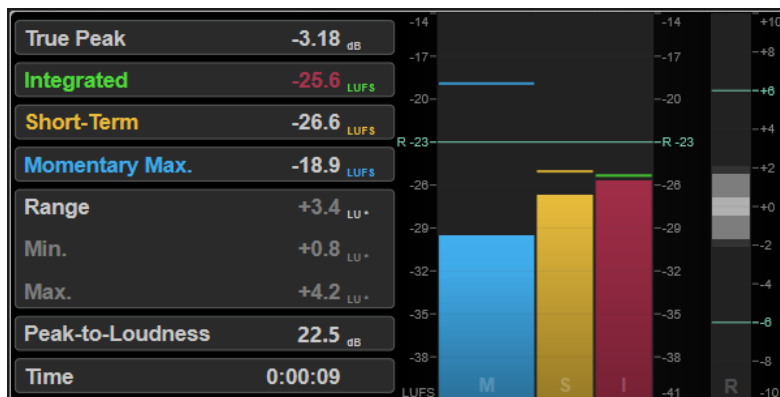 True Peak -3.18 dB
Integrated -25.6 LUFS
Short-Term -26.6 LUFS
Momentary Max. -18.9 LUFS
Range +3.4 LU*
Min. +0.8 LU*
Max. +4.2 LU*
Peak-to-Loudness 22.5 dB
Time 0:00:09
-14
-17-
-20-
R -23-
-26-
-29-
-32-
-35-
-38-
LUFS
M
S
I
-14
-17
-20
-R -23
-26
-29
-32
-35
-38
-41
R
+10
+8
+6
+4
+2
+0
-2
-4
-6
-8
-10